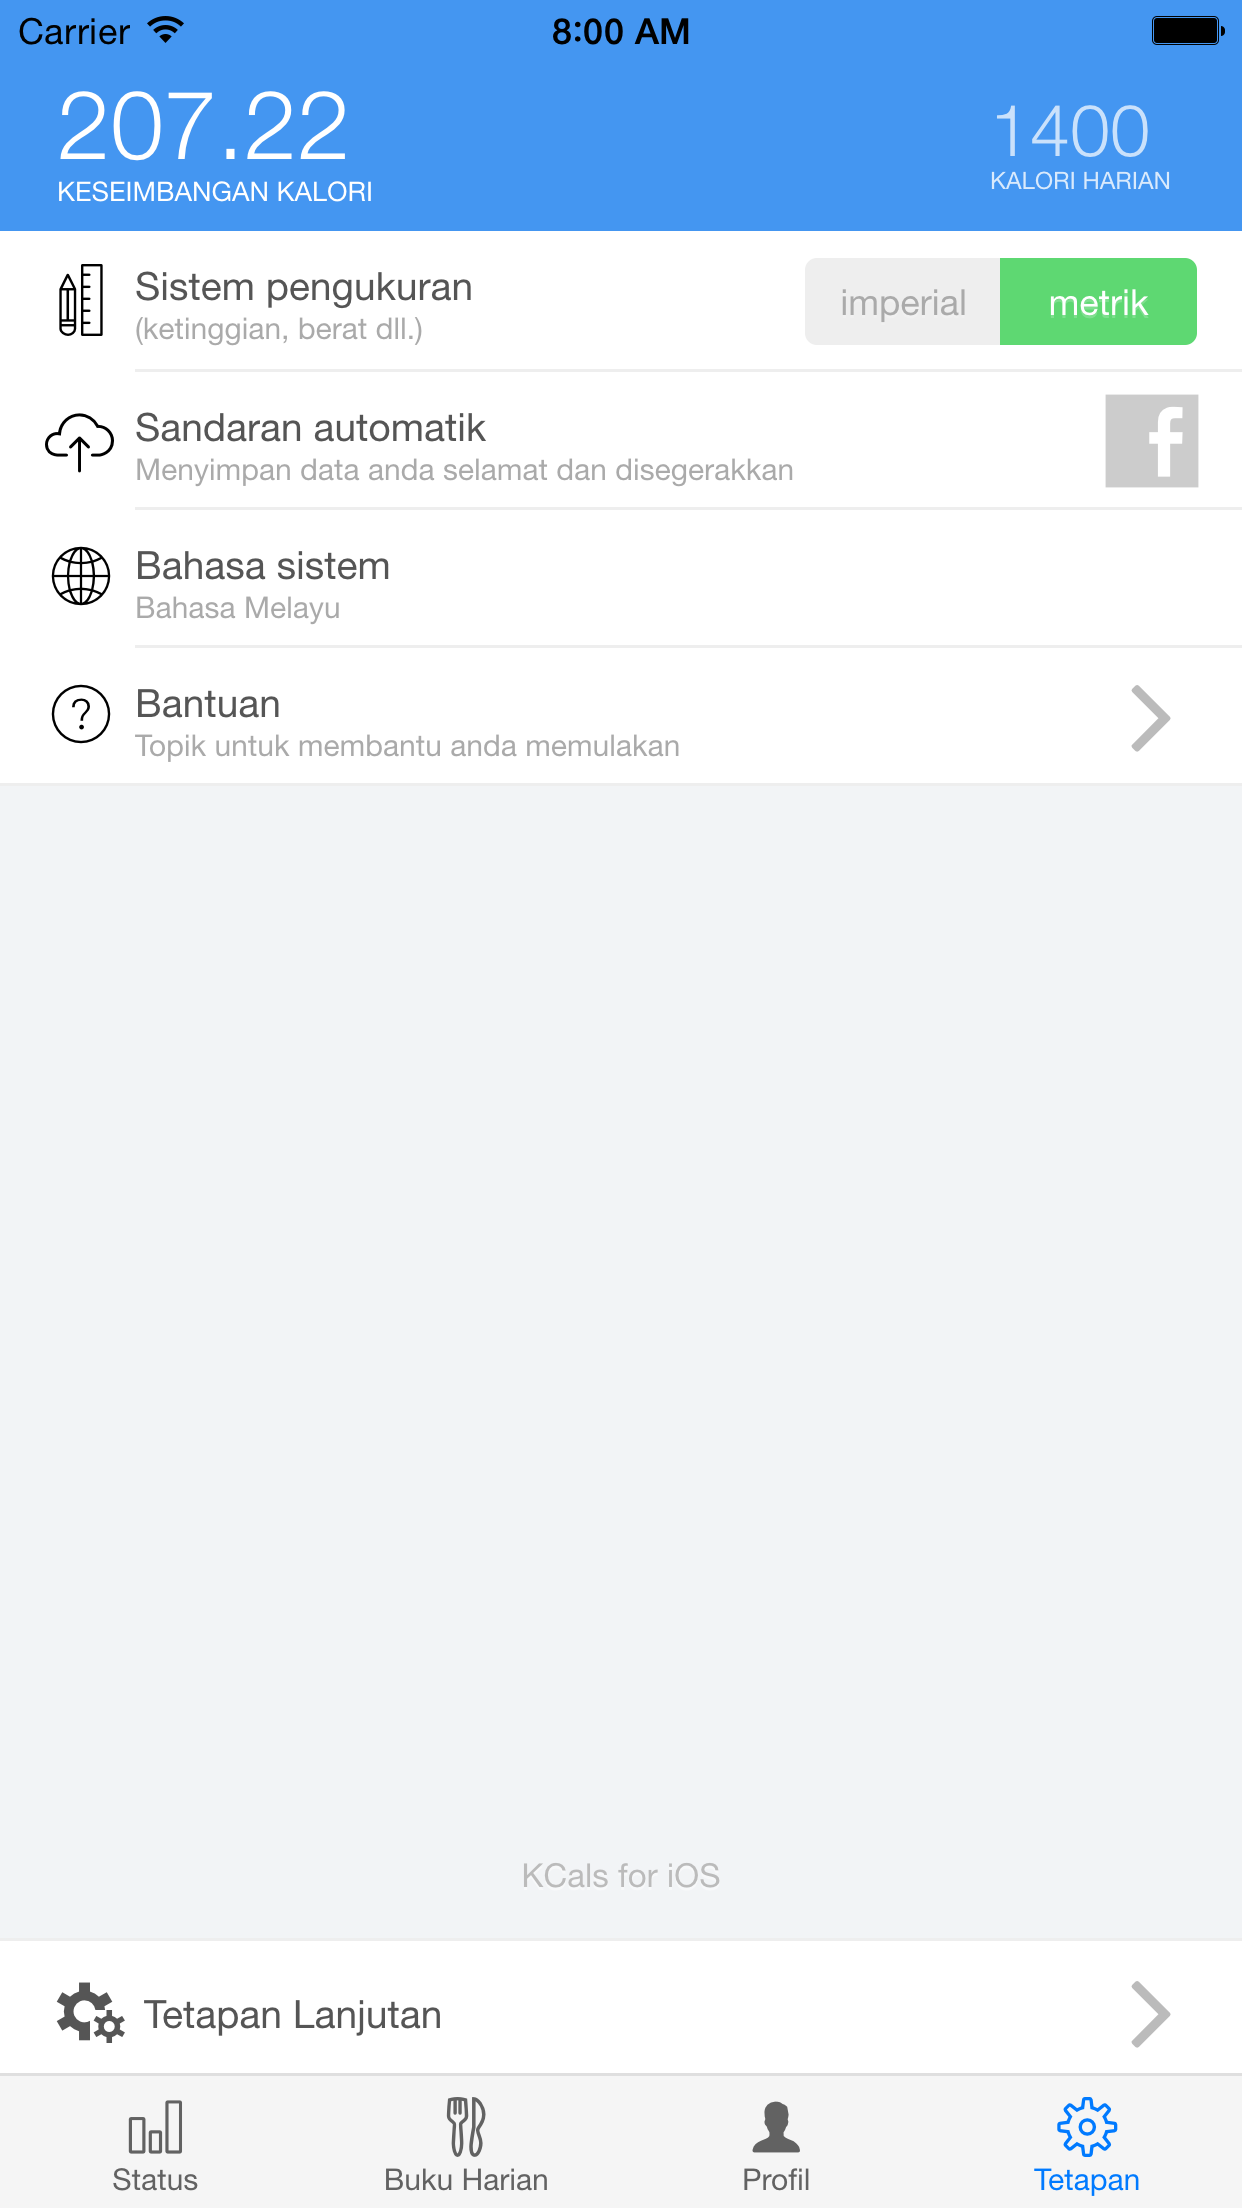 Carrier
8:00 AM
207.22
KESEIMBANGAN KALORI
1400
KALORI HARIAN
Sistem pengukuran
(ketinggian, berat dll.)
imperial
metrik
Sandaran automatik
Menyimpan data anda selamat dan disegerakkan
f
Bahasa sistem
Bahasa Melayu
?
Bantuan
Topik untuk membantu anda memulakan
KCals for iOS
Tetapan Lanjutan
Status
Buku Harian
Profil
Tetapan